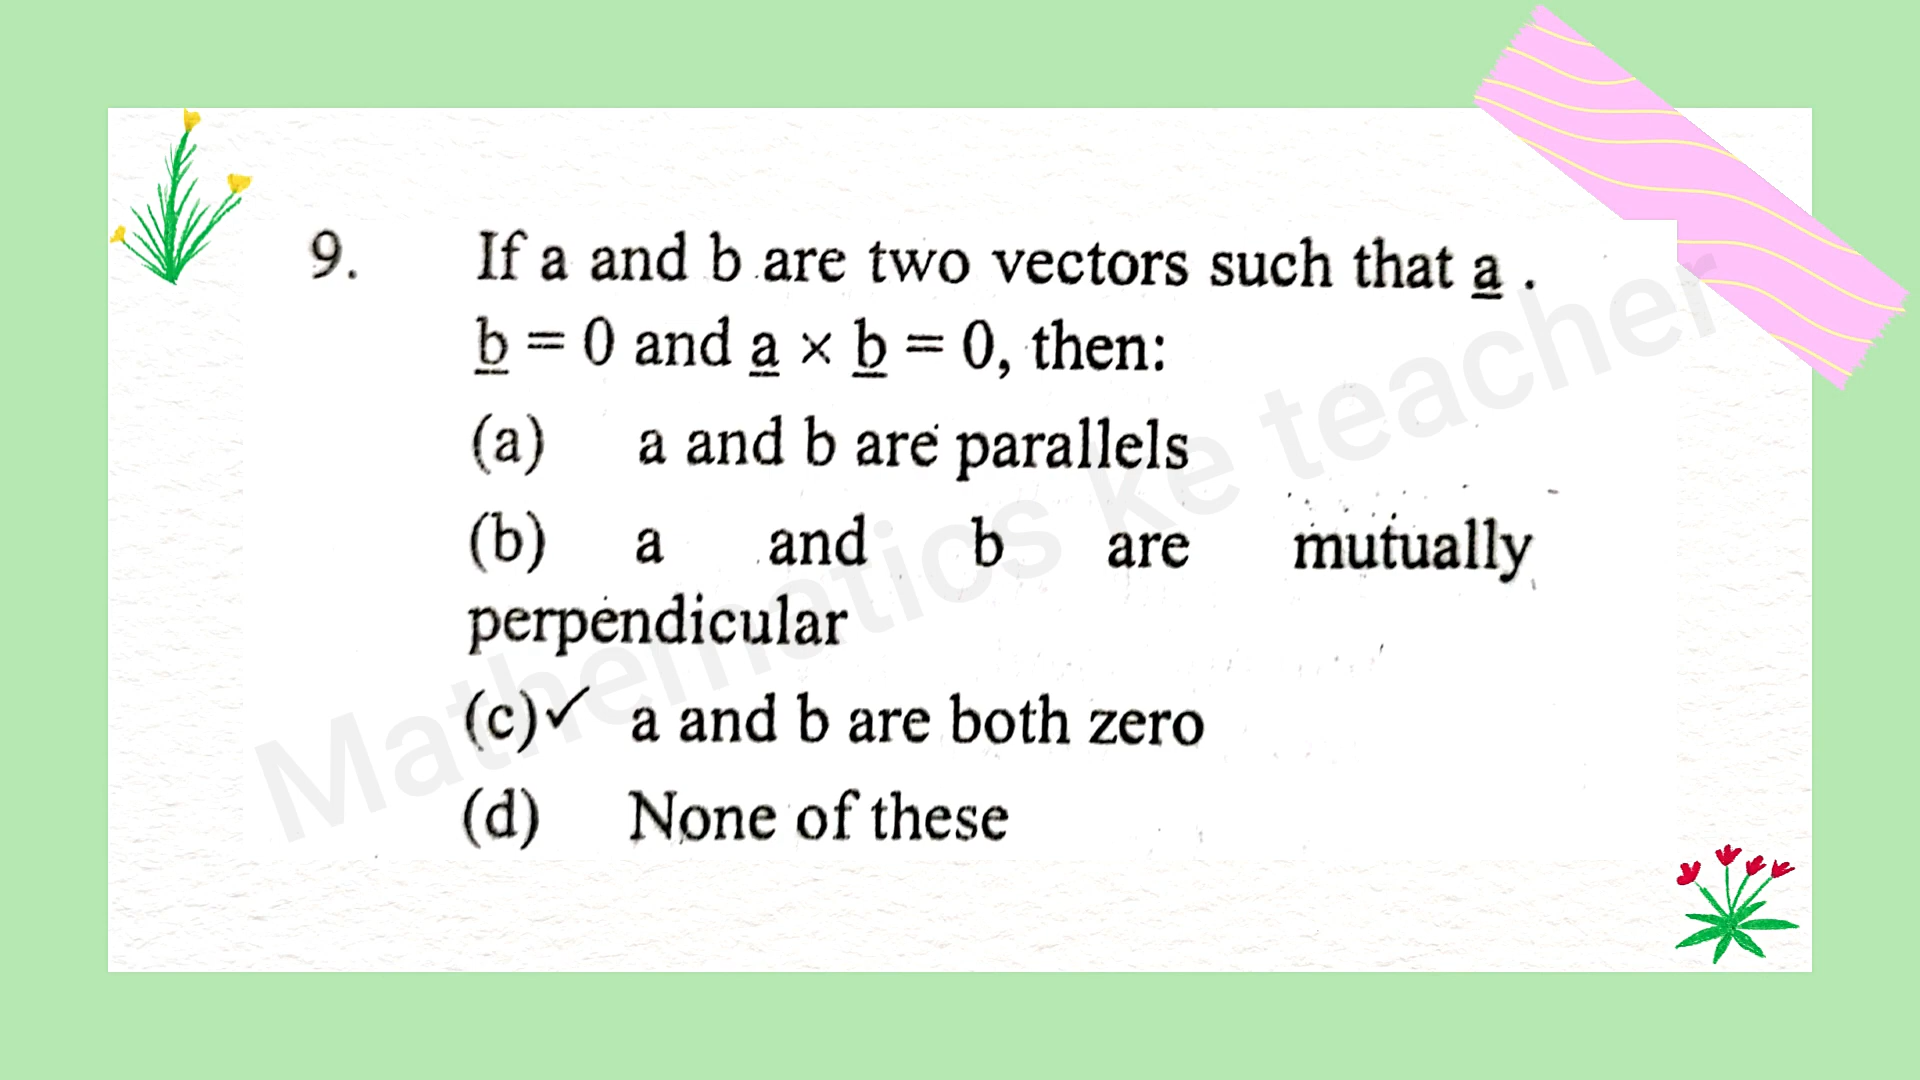 9. If a and b are two vectors such that a .
b = 0 and a × b = 0, then:
(a) a and b are parallels
(b) a and b are mutually
perpendicular
(c)✓ a and b are both zero
(d) None of these
Mathematics ke teacher